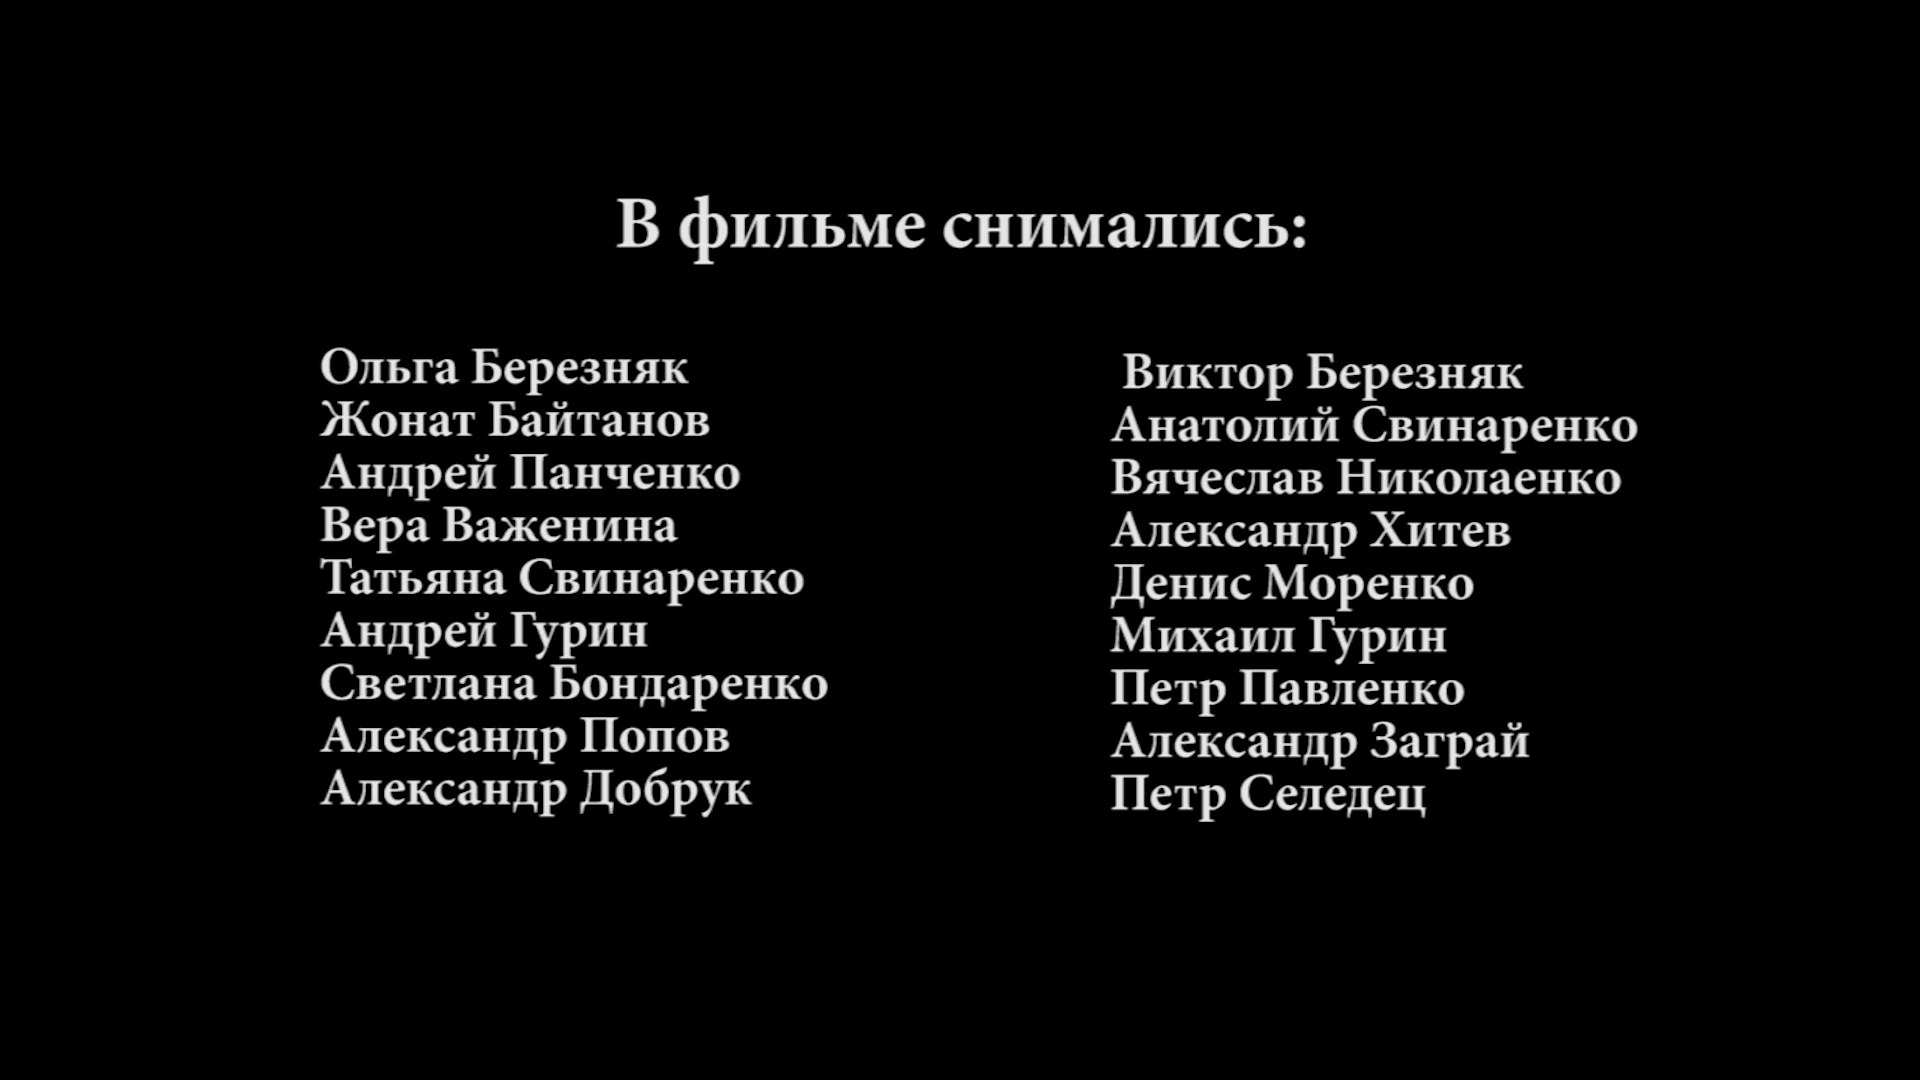 В фильме снимались:
Ольга Березняк
Жонат Байтанов
Андрей Панченко
Вера Важенина
Татьяна Свинаренко
Андрей Гурин
Светлана Бондаренко
Александр Попов
Александр Добрук
Виктор Березняк
Анатолий Свинаренко
Вячеслав Николаенко
Александр Хитев
Денис Моренко
Михаил Гурин
Петр Павленко
Александр Заграй
Петр Селедец